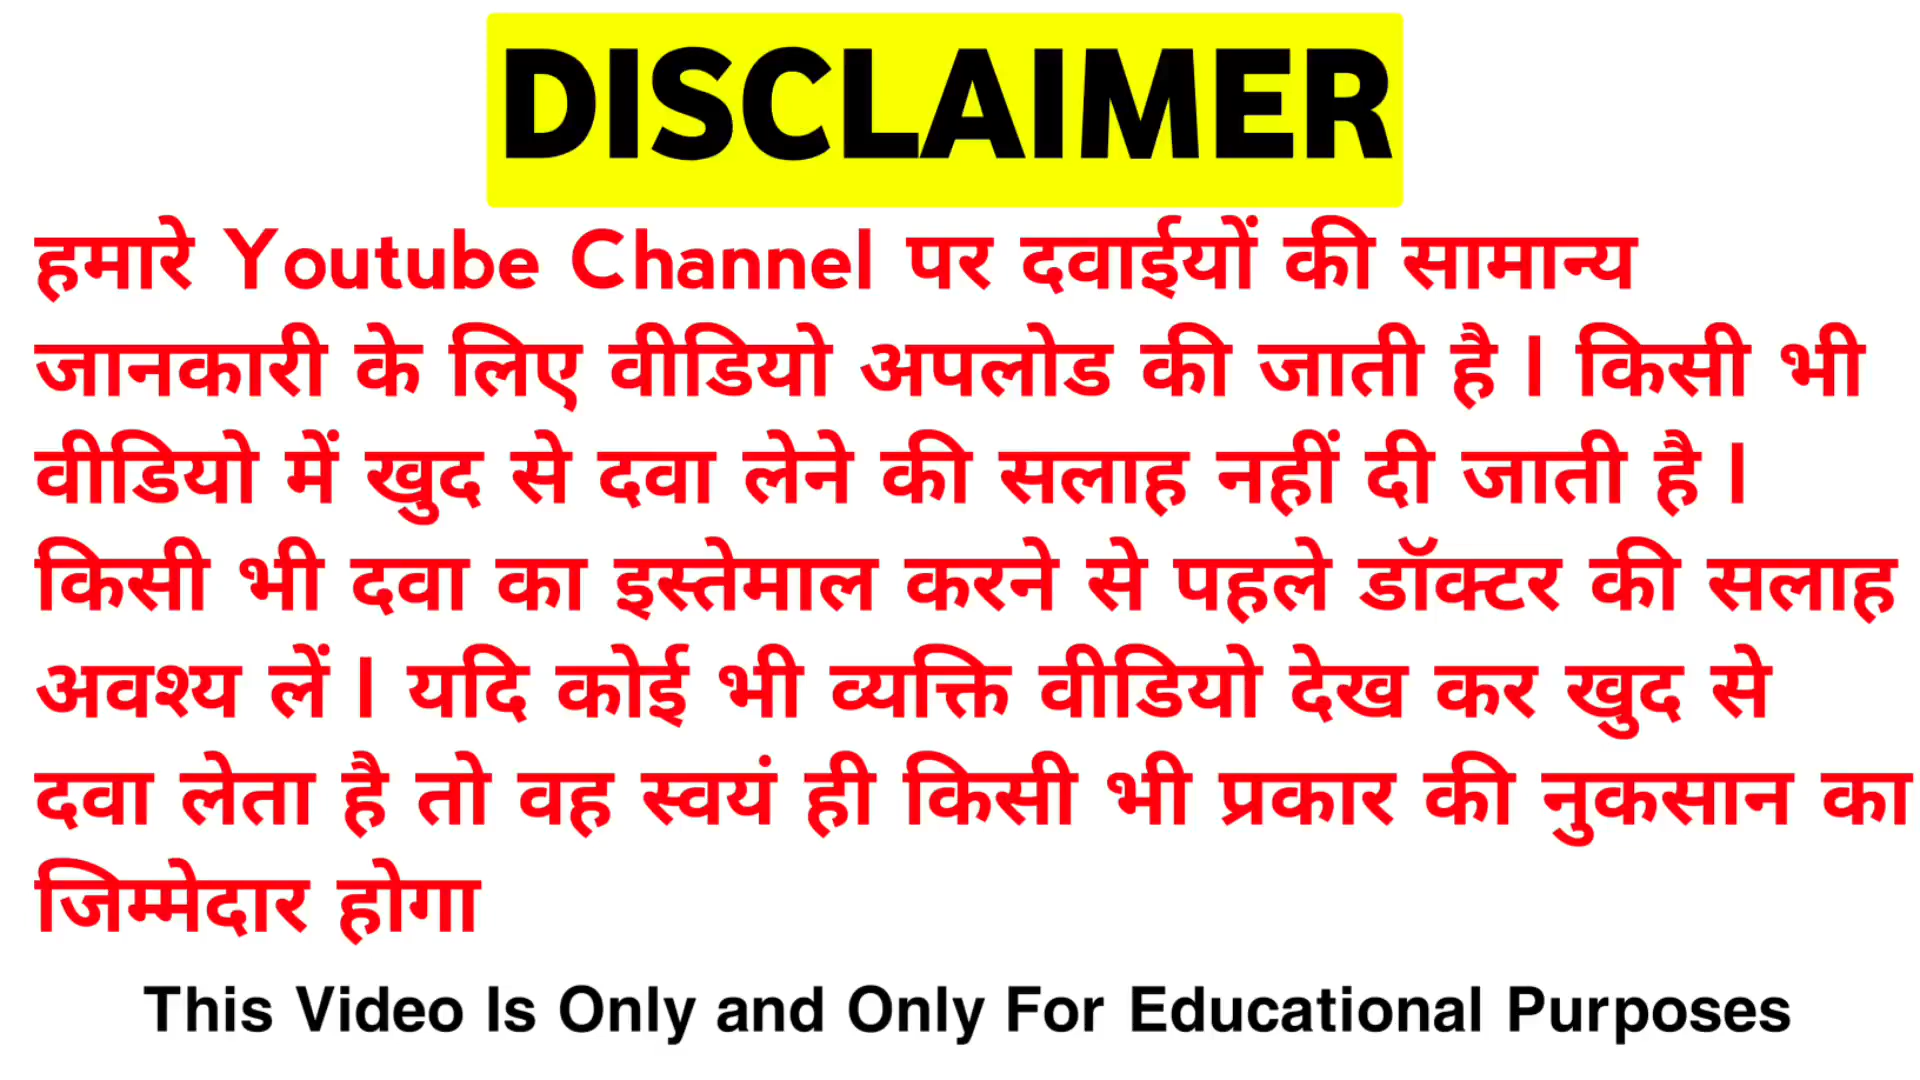 DISCLAIMER
हमारे Youtube Channel पर दवाईयों की सामान्य
जानकारी के लिए वीडियो अपलोड की जाती है । किसी भी
वीडियो में खुद से दवा लेने की सलाह नहीं दी जाती है ।
किसी भी दवा का इस्तेमाल करने से पहले डॉक्टर की सलाह
अवश्य लें । यदि कोई भी व्यक्ति वीडियो देख कर खुद से
दवा लेता है तो वह स्वयं ही किसी भी प्रकार की नुकसान का
जिम्मेदार होगा
This Video Is Only and Only For Educational Purposes